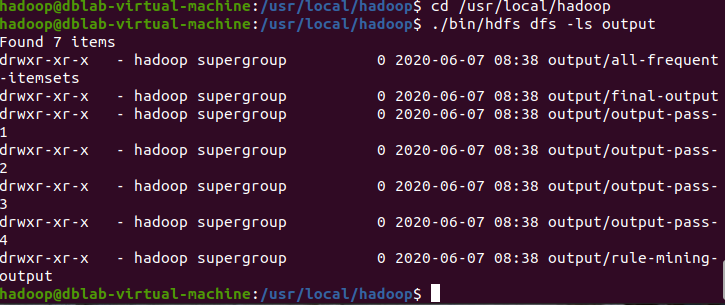 hadoop@dblab-virtual-machine:/usr/local/hadoop$ cd /usr/local/hadoop
hadoop@dblab-virtual-machine:/usr/local/hadoop$ ./bin/hdfs dfs -ls output
Found 7 items
drwxr-xr-x   - hadoop supergroup          0 2020-06-07 08:38 output/all-frequent
-itemsets
drwxr-xr-x   - hadoop supergroup          0 2020-06-07 08:38 output/final-output
drwxr-xr-x   - hadoop supergroup          0 2020-06-07 08:38 output/output-pass-
1
drwxr-xr-x   - hadoop supergroup          0 2020-06-07 08:38 output/output-pass-
2
drwxr-xr-x   - hadoop supergroup          0 2020-06-07 08:38 output/output-pass-
3
drwxr-xr-x   - hadoop supergroup          0 2020-06-07 08:38 output/output-pass-
4
drwxr-xr-x   - hadoop supergroup          0 2020-06-07 08:38 output/rule-mining-
output
hadoop@dblab-virtual-machine:/usr/local/hadoop$